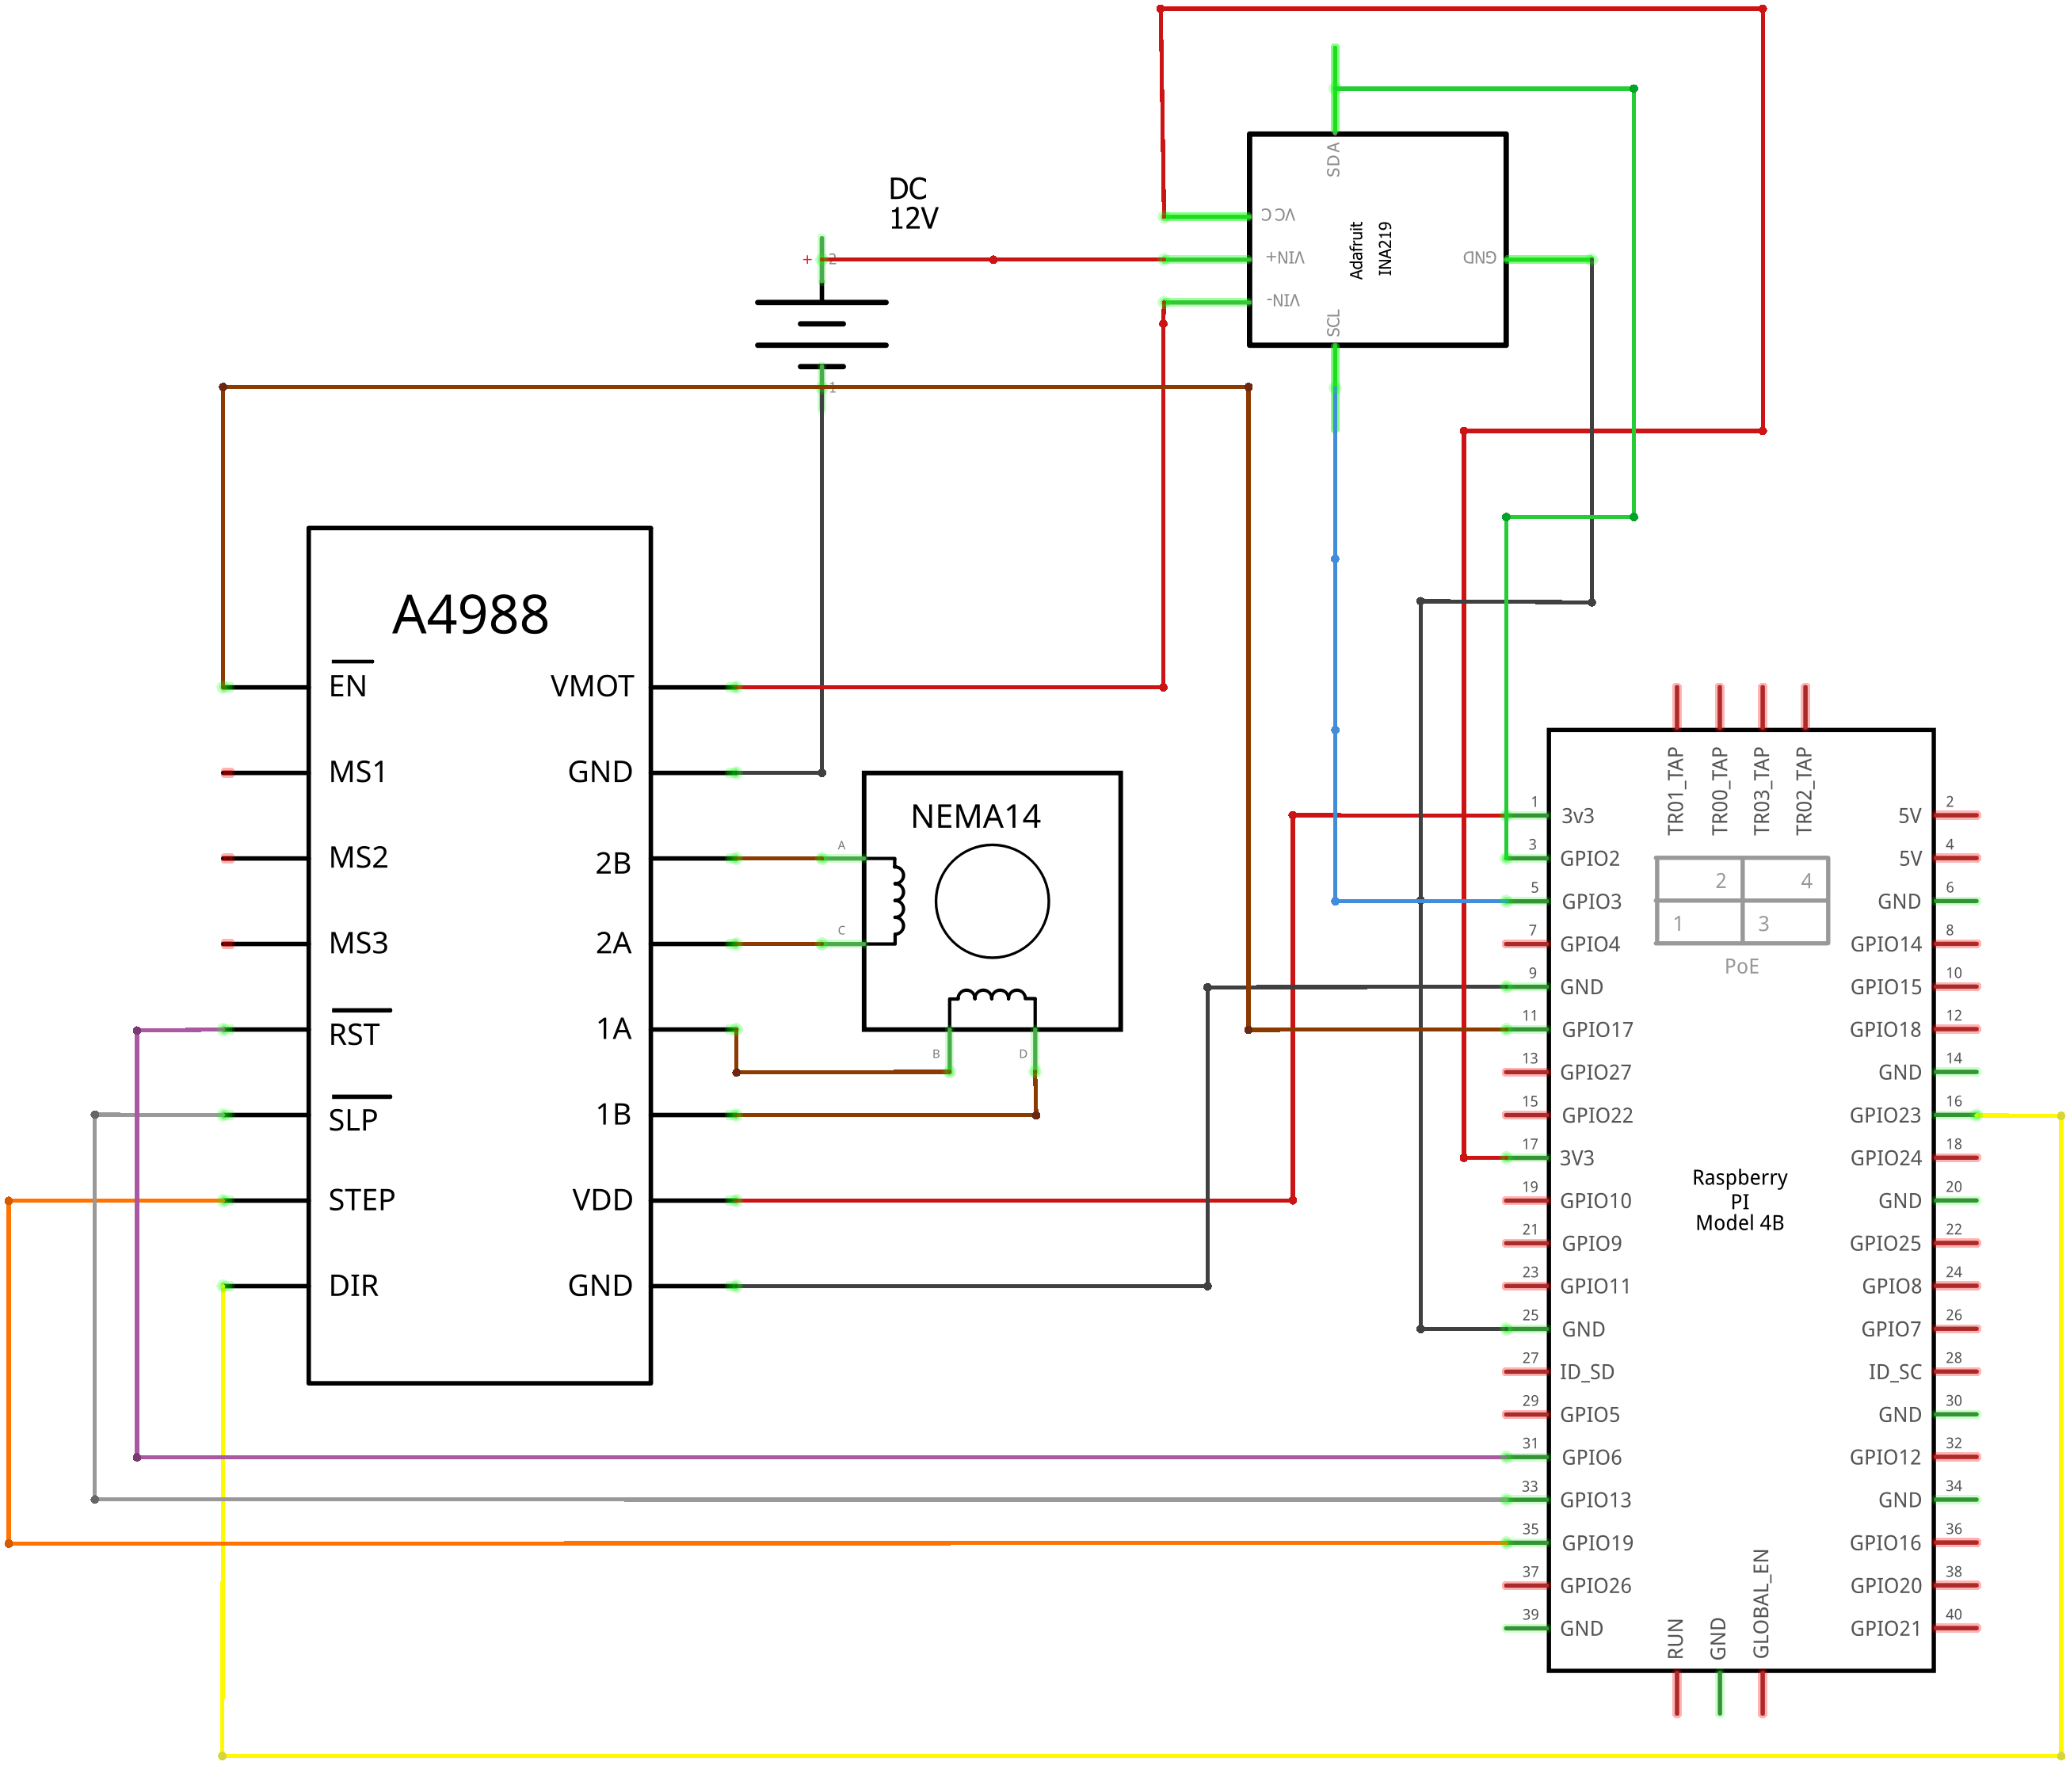 SDA
DC
12V
VCC
+
2
VIN+
Adafruit
INA219
GND
VIN-
SCL
1
A4988
EN
VMOT
MS1
GND
MS2
2B
MS3
2A
RST
1A
SLP
1B
STEP
VDD
DIR
GND
NEMA14
A
C
B
D
TR01_TAP
TR00_TAP
TR03_TAP
TR02_TAP
1 3v3 5V 2
3 GPIO2 5V 4
5 GPIO3 GND 6
7 GPIO4 GPIO14 8
9 GND GPIO15 10
11 GPIO17 GPIO18 12
13 GPIO27 GND 14
15 GPIO22 GPIO23 16
17 3V3 GPIO24 18
19 GPIO10 GND 20
21 GPIO9 GPIO25 22
23 GPIO11 GPIO8 24
25 GND GPIO7 26
27 ID_SD ID_SC 28
29 GPIO5 GND 30
31 GPIO6 GPIO12 32
33 GPIO13 GND 34
35 GPIO19 GPIO16 36
37 GPIO26 GPIO20 38
39 GND GPIO21 40
2 4
1 3
PoE
Raspberry
PI
Model 4B
RUN
GND
GLOBAL_EN